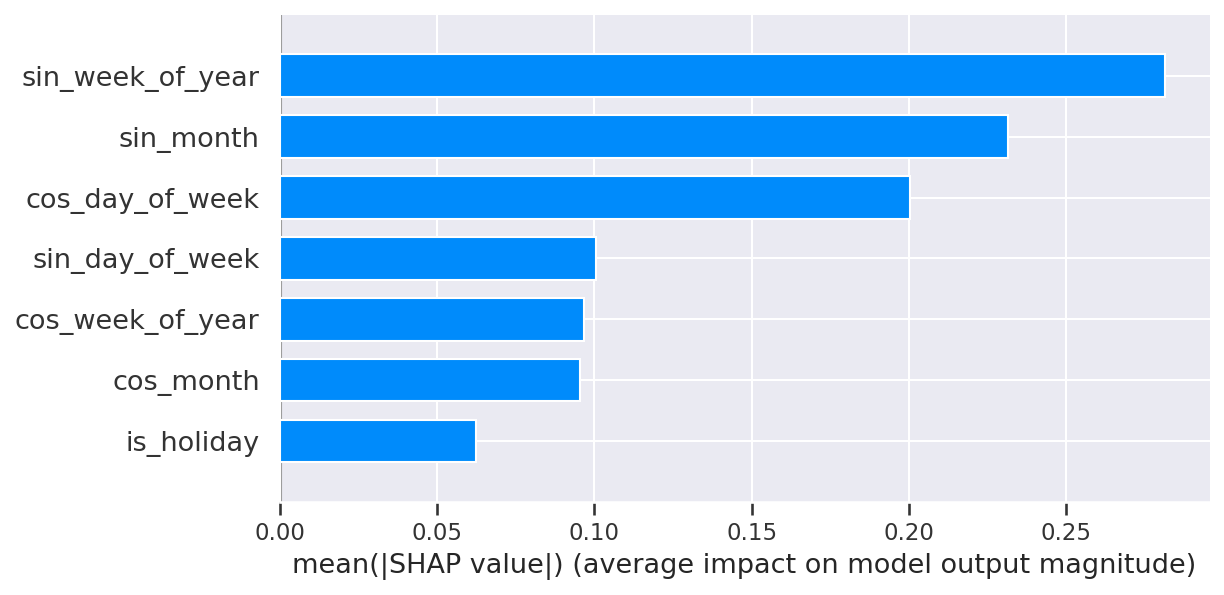 sin_week_of_year
sin_month
cos_day_of_week
sin_day_of_week
cos_week_of_year
cos_month
is_holiday
0.00 0.05 0.10 0.15 0.20 0.25
mean(|SHAP value|) (average impact on model output magnitude)